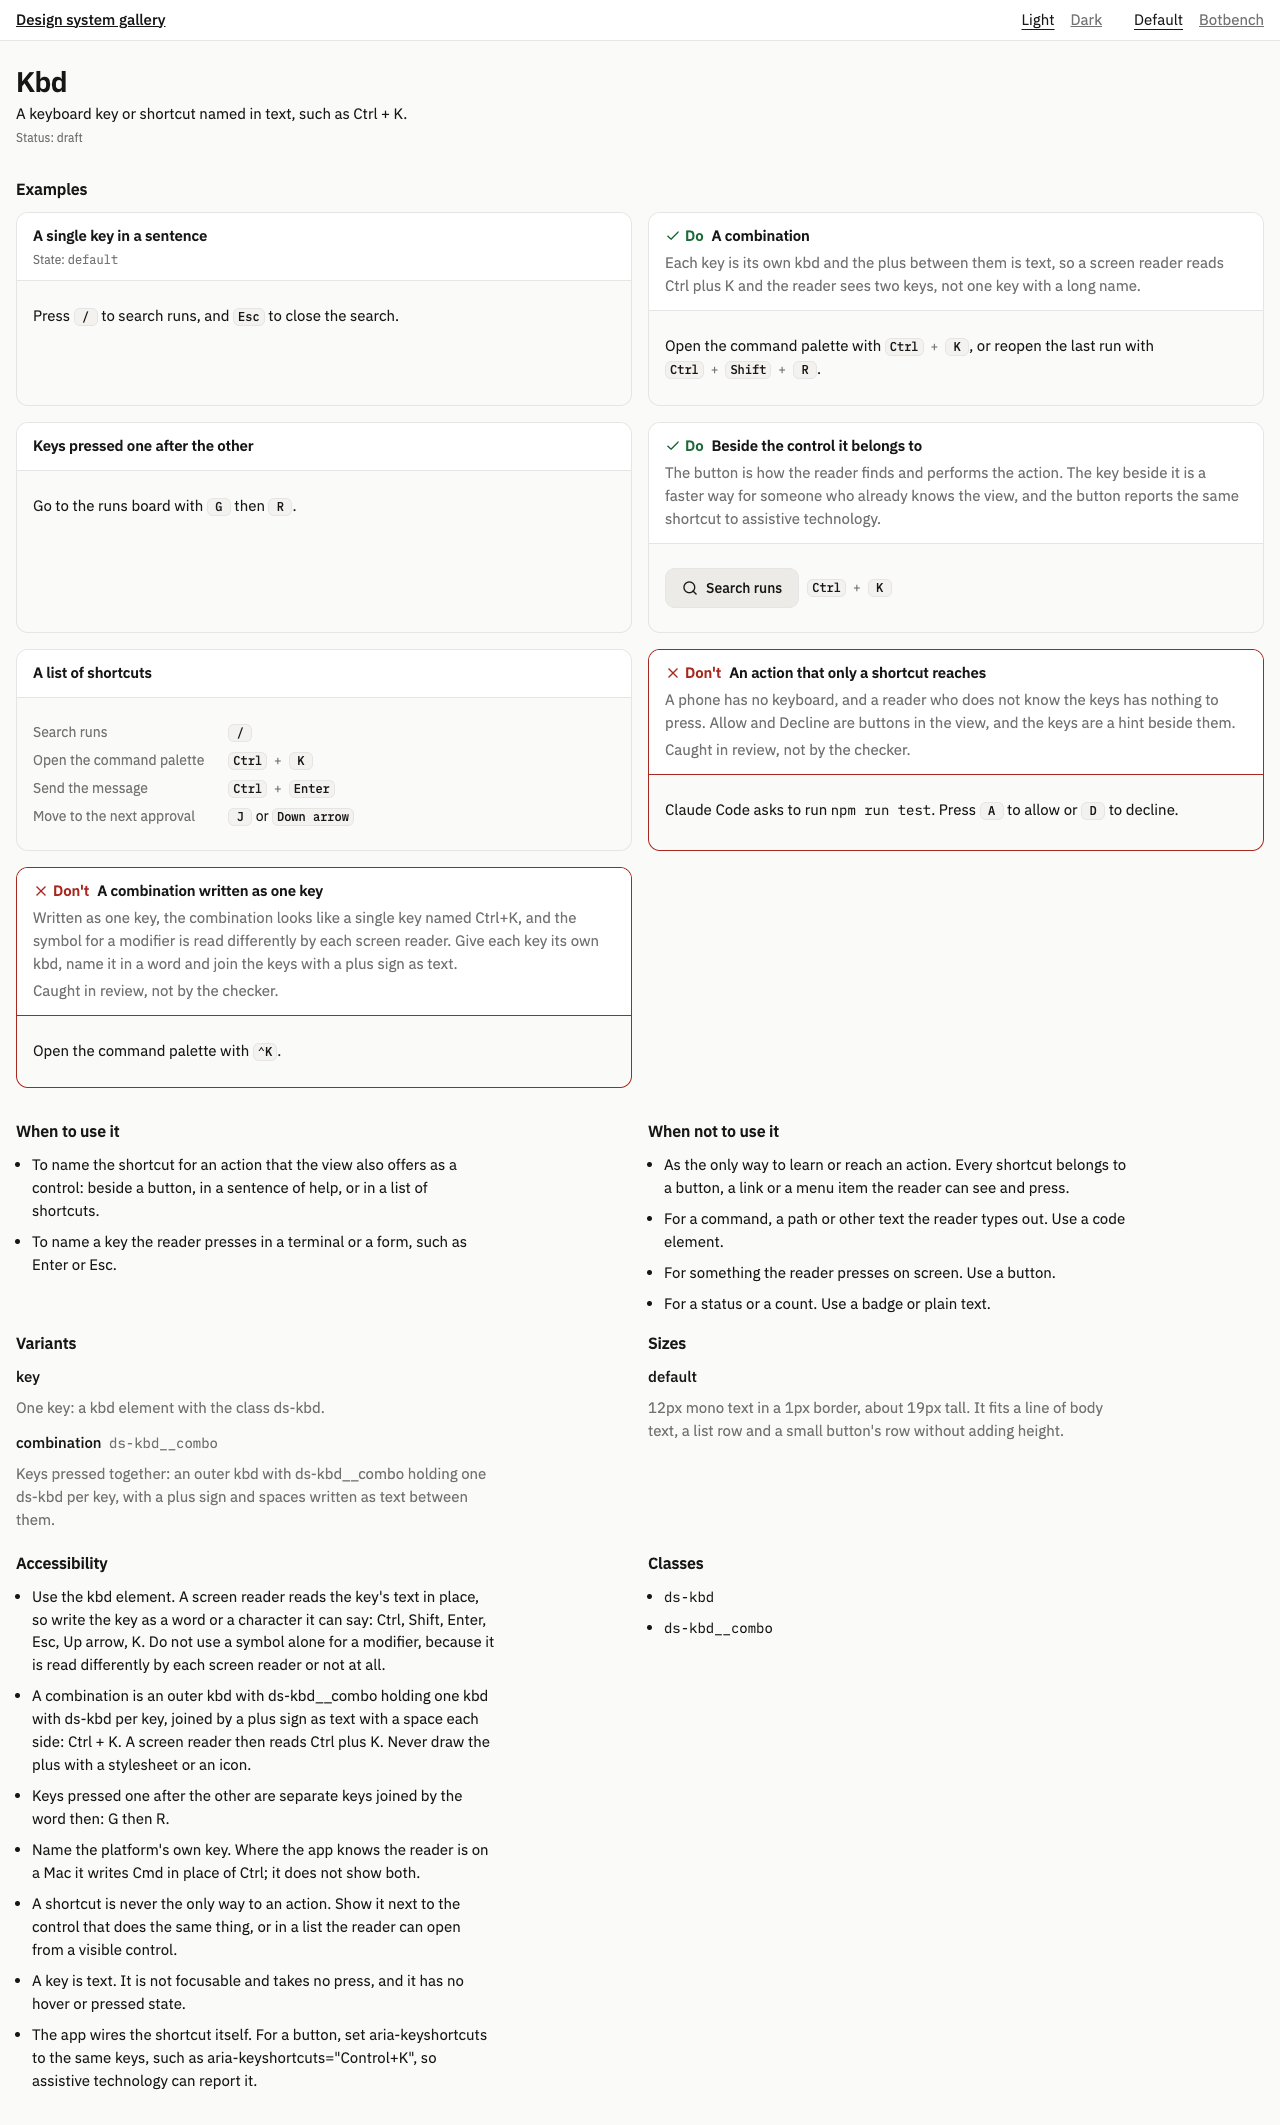 Design system gallery
Light Dark Default Botbench
Kbd
A keyboard key or shortcut named in text, such as Ctrl + K.
Status: draft
Examples
A single key in a sentence
State: default
Press / to search runs, and Esc to close the search.
Do A combination
Each key is its own kbd and the plus between them is text, so a screen reader reads
Ctrl plus K and the reader sees two keys, not one key with a long name.
Open the command palette with Ctrl + K, or reopen the last run with
Ctrl + Shift + R.
Keys pressed one after the other
Go to the runs board with G then R.
Do Beside the control it belongs to
The button is how the reader finds and performs the action. The key beside it is a
faster way for someone who already knows the view, and the button reports the same
shortcut to assistive technology.
Search runs Ctrl + K
A list of shortcuts
Search runs /
Open the command palette Ctrl + K
Send the message Ctrl + Enter
Move to the next approval J or Down arrow
Don't An action that only a shortcut reaches
A phone has no keyboard, and a reader who does not know the keys has nothing to
press. Allow and Decline are buttons in the view, and the keys are a hint beside them.
Caught in review, not by the checker.
Claude Code asks to run npm run test. Press A to allow or D to decline.
Don't A combination written as one key
Written as one key, the combination looks like a single key named Ctrl+K, and the
symbol for a modifier is read differently by each screen reader. Give each key its own
kbd, name it in a word and join the keys with a plus sign as text.
Caught in review, not by the checker.
Open the command palette with ^K.
When to use it
To name the shortcut for an action that the view also offers as a
control: beside a button, in a sentence of help, or in a list of
shortcuts.
To name a key the reader presses in a terminal or a form, such as
Enter or Esc.
When not to use it
As the only way to learn or reach an action. Every shortcut belongs to
a button, a link or a menu item the reader can see and press.
For a command, a path or other text the reader types out. Use a code
element.
For something the reader presses on screen. Use a button.
For a status or a count. Use a badge or plain text.
Variants
key
One key: a kbd element with the class ds-kbd.
combination ds-kbd__combo
Keys pressed together: an outer kbd with ds-kbd__combo holding one
ds-kbd per key, with a plus sign and spaces written as text between
them.
Sizes
default
12px mono text in a 1px border, about 19px tall. It fits a line of body
text, a list row and a small button's row without adding height.
Accessibility
Use the kbd element. A screen reader reads the key's text in place,
so write the key as a word or a character it can say: Ctrl, Shift, Enter,
Esc, Up arrow, K. Do not use a symbol alone for a modifier, because it
is read differently by each screen reader or not at all.
A combination is an outer kbd with ds-kbd__combo holding one kbd
with ds-kbd per key, joined by a plus sign as text with a space each
side: Ctrl + K. A screen reader then reads Ctrl plus K. Never draw the
plus with a stylesheet or an icon.
Keys pressed one after the other are separate keys joined by the
word then: G then R.
Name the platform's own key. Where the app knows the reader is on
a Mac it writes Cmd in place of Ctrl; it does not show both.
A shortcut is never the only way to an action. Show it next to the
control that does the same thing, or in a list the reader can open
from a visible control.
A key is text. It is not focusable and takes no press, and it has no
hover or pressed state.
The app wires the shortcut itself. For a button, set aria-keyshortcuts
to the same keys, such as aria-keyshortcuts="Control+K", so
assistive technology can report it.
Classes
ds-kbd
ds-kbd__combo